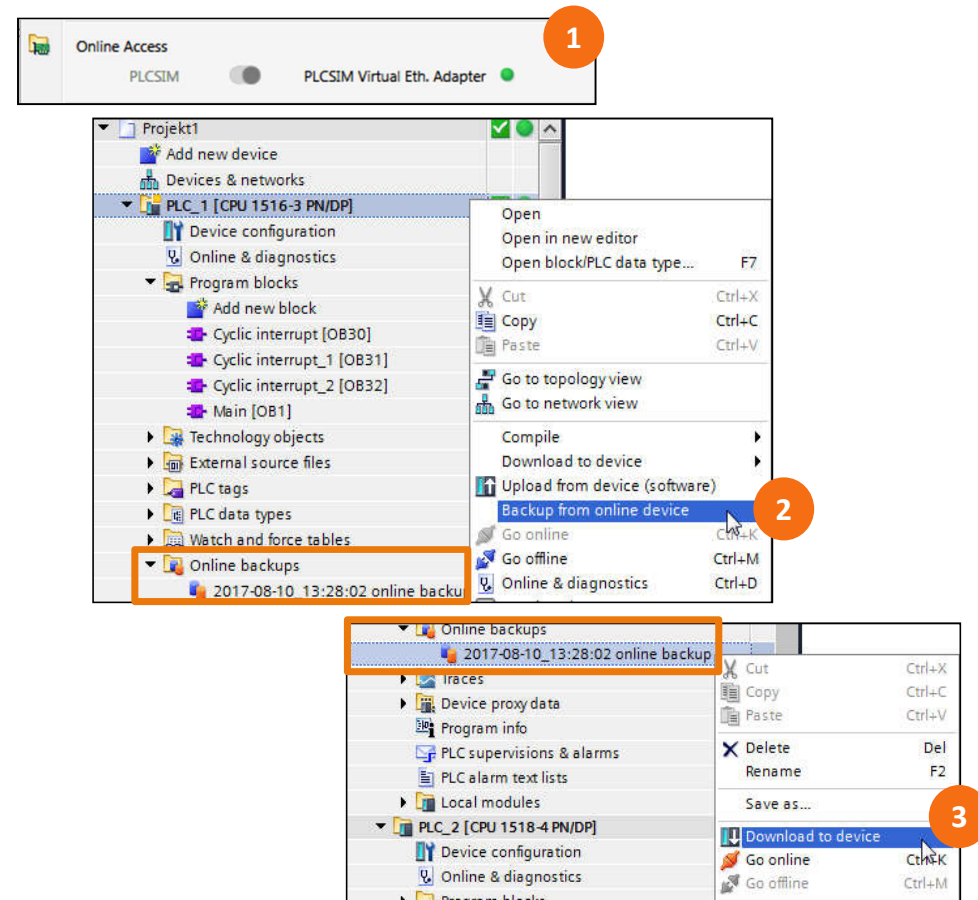 Online Access
1
PLCSIM
PLCSIM Virtual Eth. Adapter
Projekt1
Add new device
Devices & networks
PLC_1 [CPU 1516-3 PN/DP]
Device configuration
Online & diagnostics
Program blocks
Add new block
Cyclic interrupt [OB30]
Cyclic interrupt_1 [OB31]
Cyclic interrupt_2 [OB32]
Main [OB1]
Technology objects
External source files
PLC tags
PLC data types
Watch and force tables
Online backups
2017-08-10_13:28:02 online backu
Open
Open in new editor
Open block/PLC data type... F7
Cut Ctrl+X
Copy Ctrl+C
Paste Ctrl+V
Go to topology view
Go to network view
Compile
Download to device
Upload from device (software)
Backup from online device
2
Go online Ctrl+K
Go offline Ctrl+M
Online & diagnostics Ctrl+D
Online backups
2017-08-10_13:28:02 online backup
Traces
Device proxy data
Program info
PLC supervisions & alarms
PLC alarm text lists
Local modules
PLC_2 [CPU 1518-4 PN/DP]
Device configuration
Online & diagnostics
Program blocks
Cut Ctrl+X
Copy Ctrl+C
Paste Ctrl+V
Delete Del
Rename F2
Save as...
3
Download to device
Go online Ctrl+K
Go offline Ctrl+M